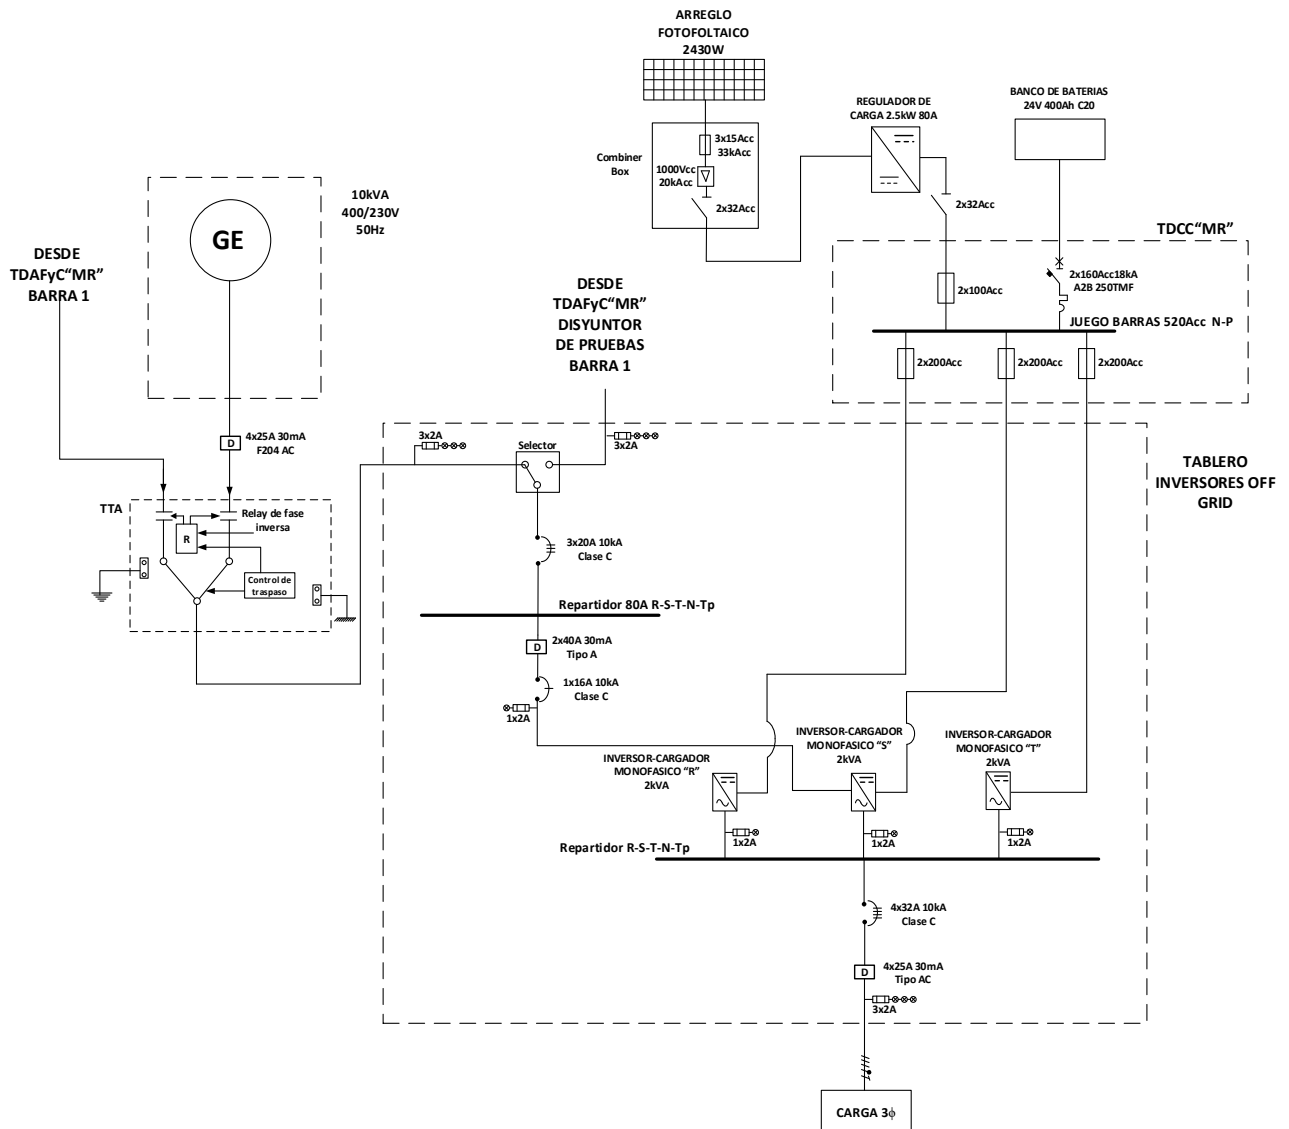 ARREGLO
FOTOFOLTAICO
2430W
Combiner
Box
3x15Acc
33kAcc
1000Vcc
20kAcc
2x32Acc
REGULADOR DE
CARGA 2.5kW 80A
2x32Acc
BANCO DE BATERIAS
24V 400Ah C20
TDCC“MR”
2x100Acc
2x160Acc18kA
A2B 250TMF
JUEGO BARRAS 520Acc N-P
2x200Acc
2x200Acc
2x200Acc
GE
10kVA
400/230V
50Hz
DESDE
TDAFyC“MR”
BARRA 1
D
4x25A 30mA
F204 AC
TTA
R
Relay de fase
inversa
Control de
traspaso
DESDE
TDAFyC“MR”
DISYUNTOR
DE PRUEBAS
BARRA 1
3x2A
Selector
3x2A
TABLERO
INVERSORES OFF
GRID
3x20A 10kA
Clase C
Repartidor 80A R-S-T-N-Tp
D
2x40A 30mA
Tipo A
1x16A 10kA
Clase C
1x2A
INVERSOR-CARGADOR
MONOFASICO “R”
2kVA
INVERSOR-CARGADOR
MONOFASICO “S”
2kVA
INVERSOR-CARGADOR
MONOFASICO “T”
2kVA
1x2A
1x2A
1x2A
Repartidor R-S-T-N-Tp
4x32A 10kA
Clase C
D
4x25A 30mA
Tipo AC
3x2A
CARGA 3ϕ